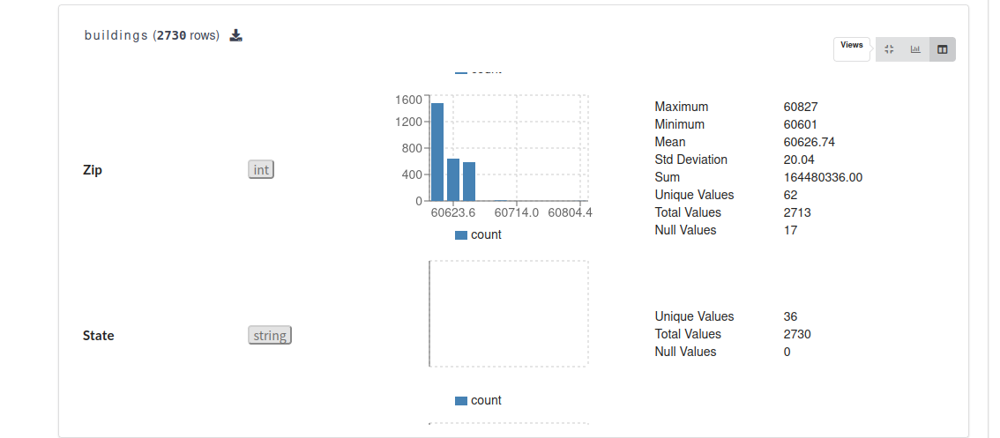 buildings (2730 rows)
Views
count
Zip
int
1600
1200
800
400
0
60623.6 60714.0 60804.4
count
Maximum 60827
Minimum 60601
Mean 60626.74
Std Deviation 20.04
Sum 164480336.00
Unique Values 62
Total Values 2713
Null Values 17
State
string
count
Unique Values 36
Total Values 2730
Null Values 0